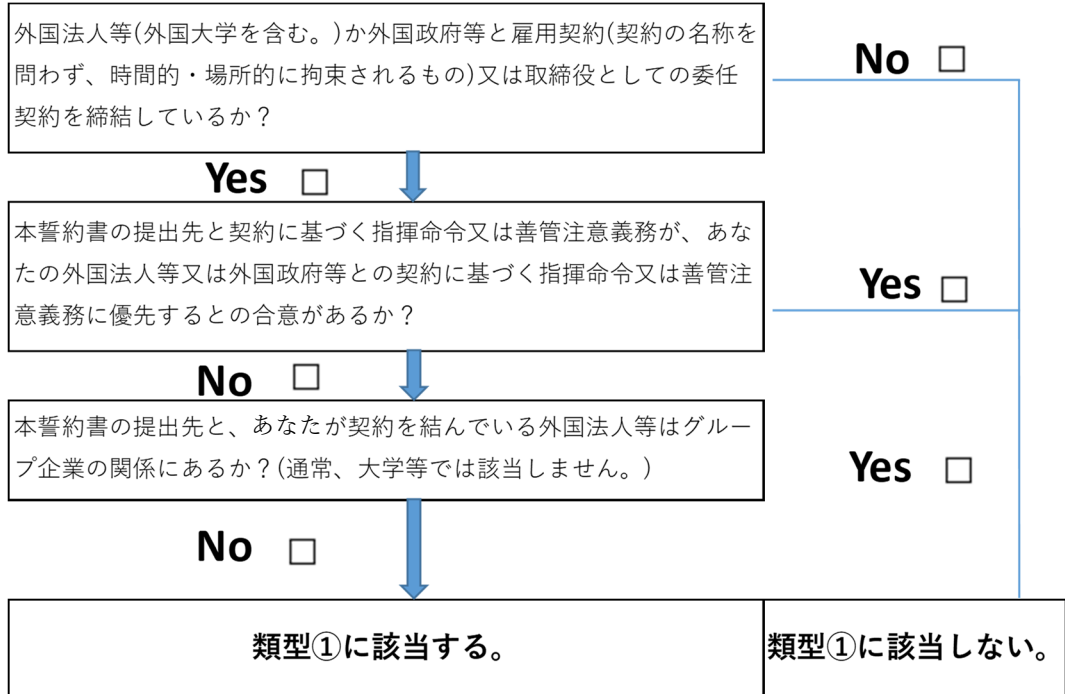 外国法人等(外国大学を含む。)か外国政府等と雇用契約(契約の名称を
問わず、時間的・場所的に拘束されるもの)又は取締役としての委任
契約を締結しているか？
No □
Yes □
本誓約書の提出先と契約に基づく指揮命令又は善管注意義務が、あな
たの外国法人等又は外国政府等との契約に基づく指揮命令又は善管注
意義務に優先するとの合意があるか？
Yes □
No □
本誓約書の提出先と、あなたが契約を結んでいる外国法人等はグルー
プ企業の関係にあるか？(通常、大学等では該当しません。)
Yes □
No □
類型①に該当する。
類型①に該当しない。